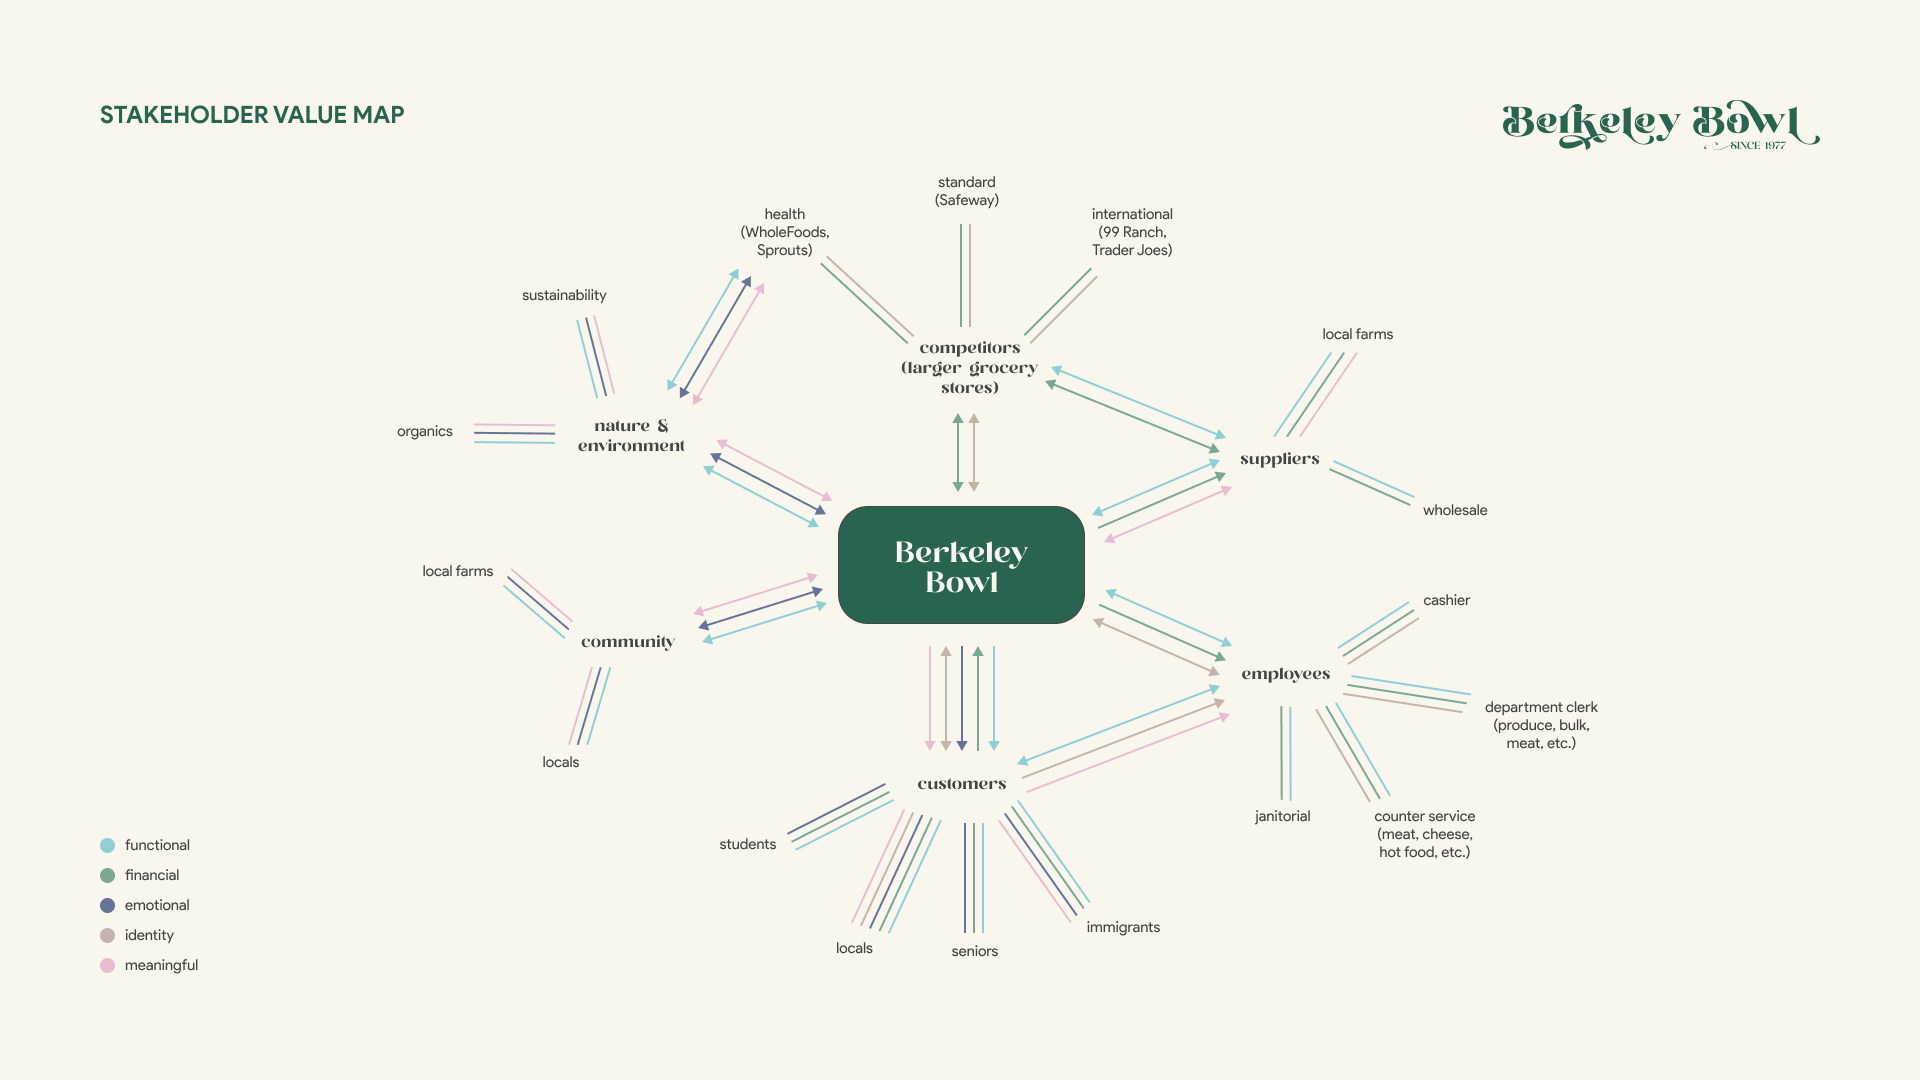 STAKEHOLDER VALUE MAP
Berkeley Bowl
SINCE 1977
standard
(Safeway)
health
(WholeFoods,
Sprouts)
international
(99 Ranch,
Trader Joes)
sustainability
competitors
(larger grocery
stores)
local farms
organics
nature &
environment
suppliers
wholesale
Berkeley
Bowl
local farms
community
locals
cashier
employees
department clerk
(produce, bulk,
meat, etc.)
janitorial
counter service
(meat, cheese,
hot food, etc.)
customers
students
locals
seniors
immigrants
functional
financial
emotional
identity
meaningful